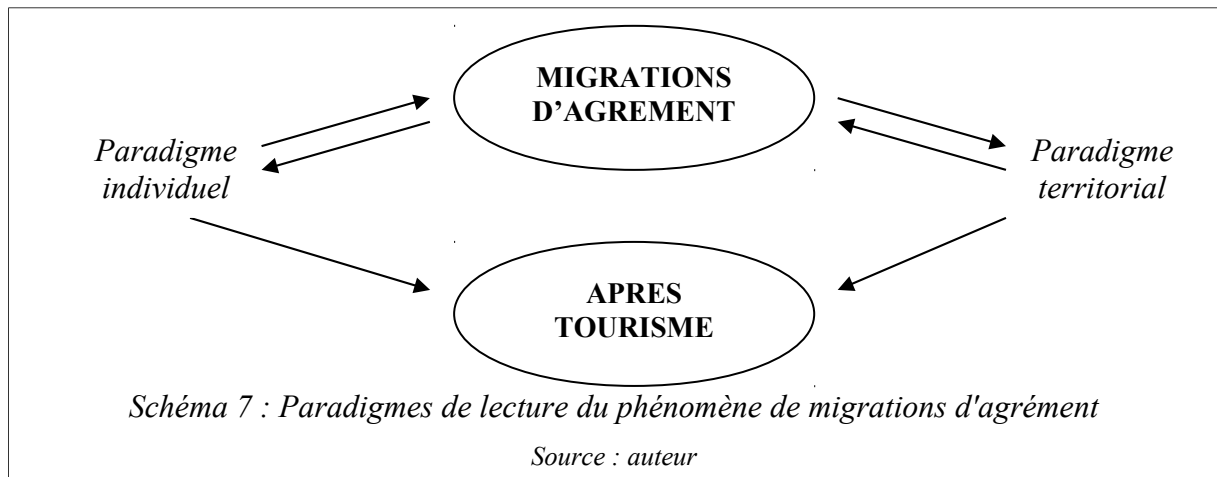 MIGRATIONS
D’AGREMENT
Paradigme
individuel
Paradigme
territorial
APRES
TOURISME
Schéma 7 : Paradigmes de lecture du phénomène de migrations d'agrément
Source : auteur